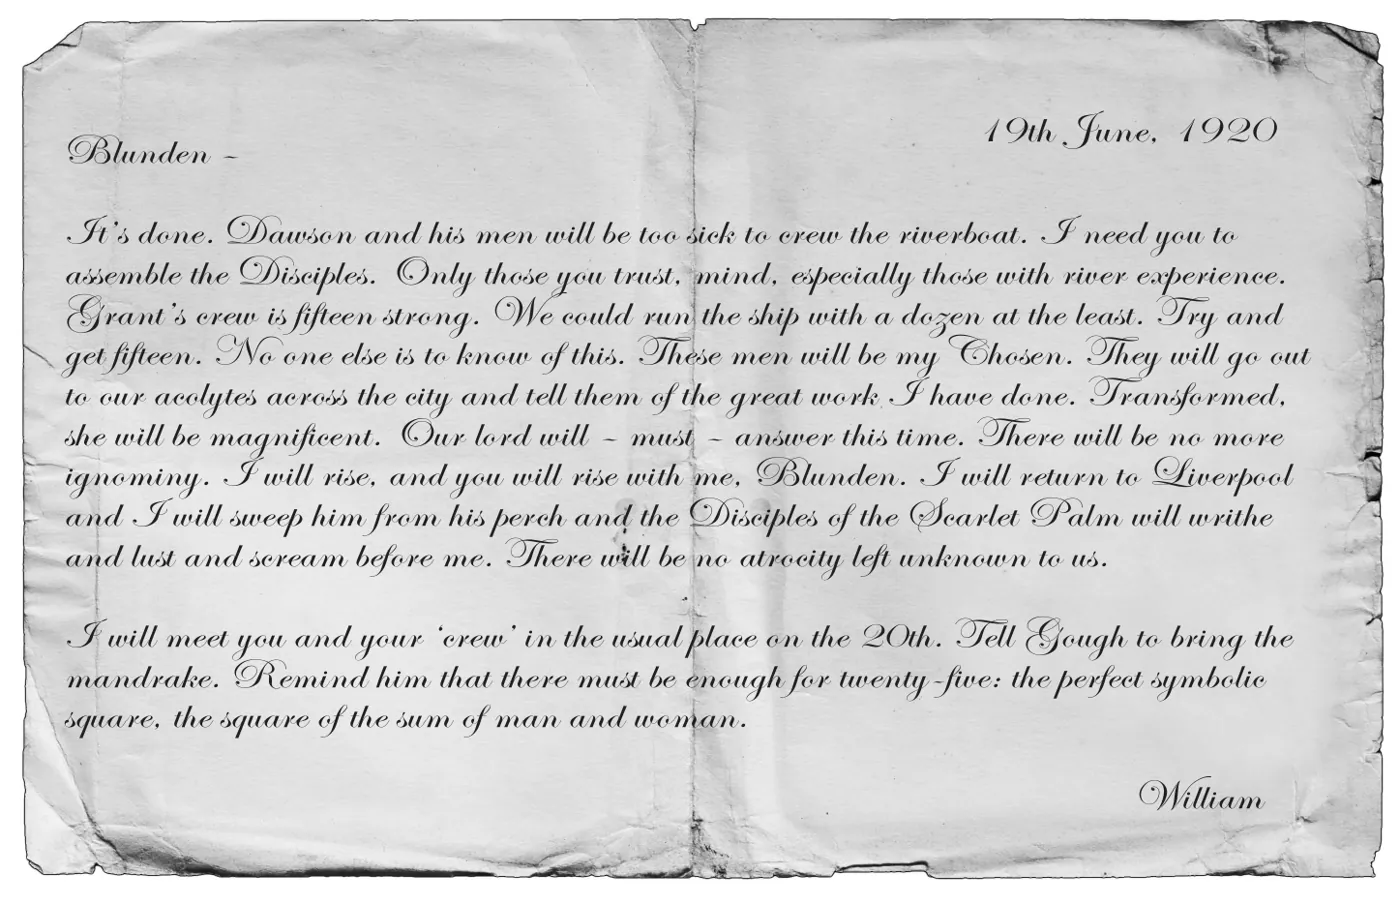 19th June, 1920
Blunden ~
It's done. Dawson and his men will be too sick to crew the riverboat. I need you to
assemble the Disciples. Only those you trust, mind, especially those with river experience.
Grant's crew is fifteen strong. We could run the ship with a dozen at the least. Try and
get fifteen. No one else is to know of this. These men will be my Chosen. They will go out
to our acolytes across the city and tell them of the great work I have done. Transformed,
she will be magnificent. Our lord will ~ must ~ answer this time. There will be no more
ignominy. I will rise, and you will rise with me, Blunden. I will return to Liverpool
and I will sweep him from his perch and the Disciples of the Scarlet Palm will writhe
and lust and scream before me. There will be no atrocity left unknown to us.
I will meet you and your 'crew' in the usual place on the 20th. Tell Gough to bring the
mandrake. Remind him that there must be enough for twenty-five: the perfect symbolic
square, the square of the sum of man and woman.
William